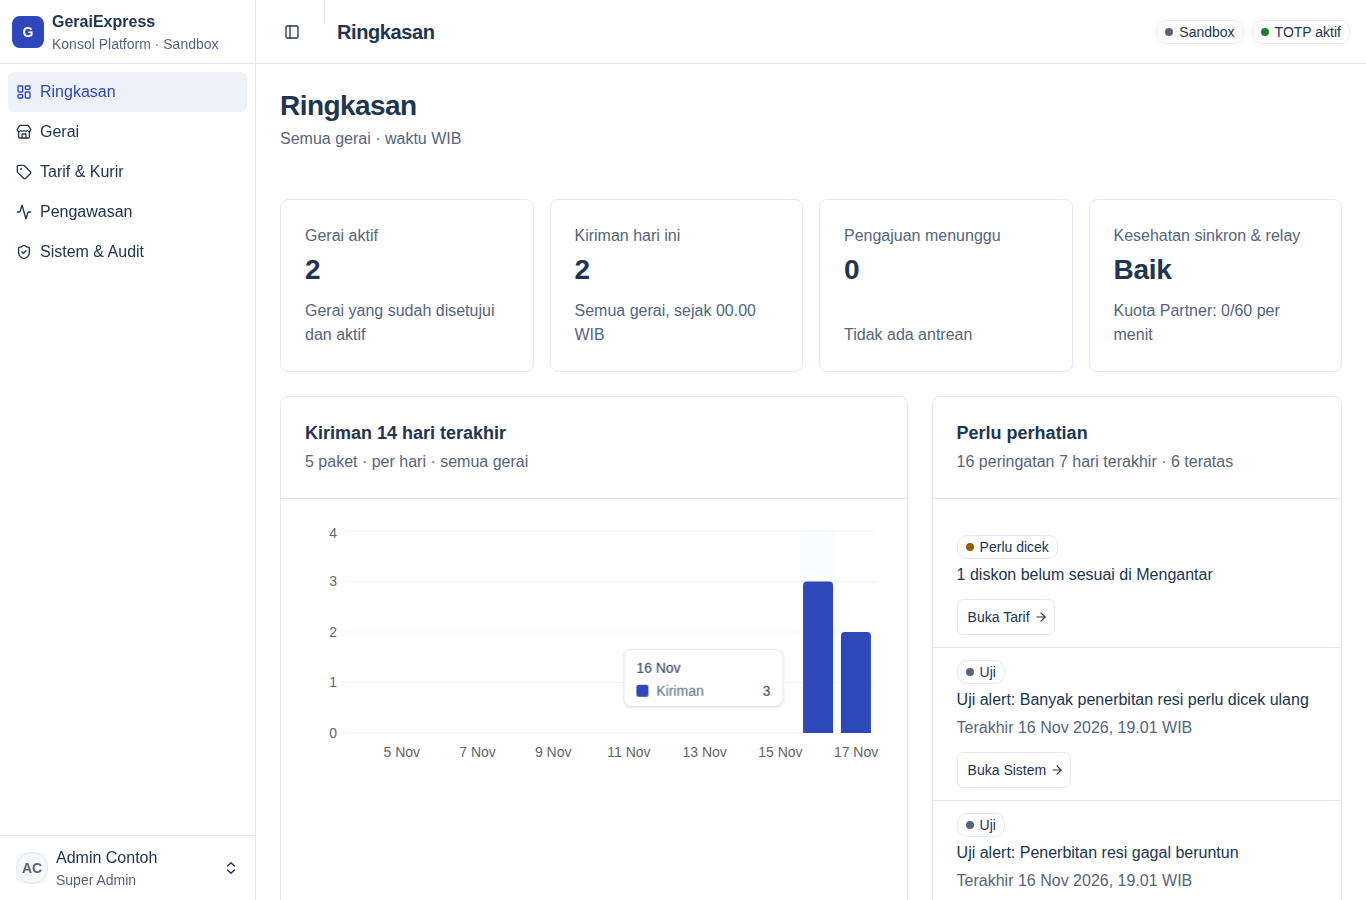 G
GeraiExpress
Konsol Platform · Sandbox
Ringkasan
Gerai
Tarif & Kurir
Pengawasan
Sistem & Audit
AC
Admin Contoh
Super Admin
Ringkasan
Sandbox
TOTP aktif
Ringkasan
Semua gerai · waktu WIB
Gerai aktif
2
Gerai yang sudah disetujui
dan aktif
Kiriman hari ini
2
Semua gerai, sejak 00.00
WIB
Pengajuan menunggu
0
Tidak ada antrean
Kesehatan sinkron & relay
Baik
Kuota Partner: 0/60 per
menit
Kiriman 14 hari terakhir
5 paket · per hari · semua gerai
4
3
2
1
0
16 Nov
Kiriman 3
5 Nov 7 Nov 9 Nov 11 Nov 13 Nov 15 Nov 17 Nov
Perlu perhatian
16 peringatan 7 hari terakhir · 6 teratas
Perlu dicek
1 diskon belum sesuai di Mengantar
Buka Tarif →
Uji
Uji alert: Banyak penerbitan resi perlu dicek ulang
Terakhir 16 Nov 2026, 19.01 WIB
Buka Sistem →
Uji
Uji alert: Penerbitan resi gagal beruntun
Terakhir 16 Nov 2026, 19.01 WIB